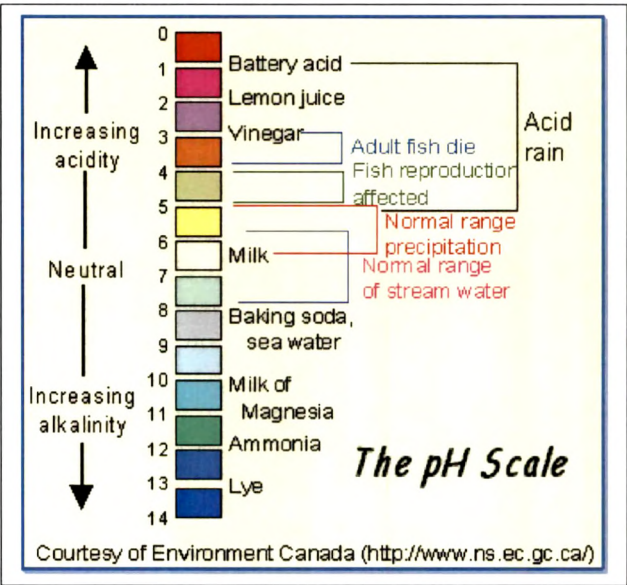 0
1
Battery acid
2
Lemon juice
3
Vinegar
Acid
rain
Increasing
acidity
Adult fish die
4
Fish reproduction
affected
5
Normal range
precipitation
6
Milk
Neutral
7
Normal range
of stream water
8
Baking soda,
sea water
9
10
Milk of
Magnesia
Increasing
alkalinity
11
Ammonia
12
The pH Scale
13
Lye
14
Courtesy of Environment Canada (http://www.ns.ec.gc.ca/)